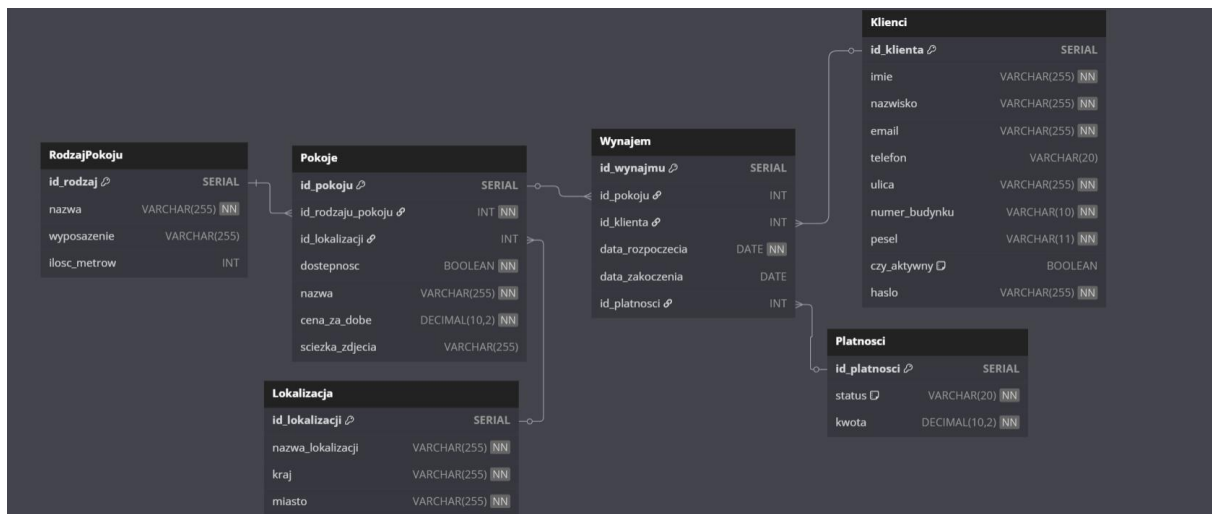 RodzajPokoju
id_rodzaj SERIAL
nazwa VARCHAR(255) NN
wyposazenie VARCHAR(255)
ilosc_metrow INT
Pokoje
id_pokoju SERIAL
id_rodzaju_pokoju INT NN
id_lokalizacji INT
dostepnosc BOOLEAN NN
nazwa VARCHAR(255) NN
cena_za_dobe DECIMAL(10,2) NN
sciezka_zdjecia VARCHAR(255)
Lokalizacja
id_lokalizacji SERIAL
nazwa_lokalizacji VARCHAR(255) NN
kraj VARCHAR(255) NN
miasto VARCHAR(255) NN
Wynajem
id_wynajmu SERIAL
id_pokoju INT
id_klienta INT
data_rozpoczecia DATE NN
data_zakoczenia DATE
id_platnosci INT
Klienci
id_klienta SERIAL
imie VARCHAR(255) NN
nazwisko VARCHAR(255) NN
email VARCHAR(255) NN
telefon VARCHAR(20)
ulica VARCHAR(255) NN
numer_budynku VARCHAR(10) NN
pesel VARCHAR(11) NN
czy_aktywny BOOLEAN
haslo VARCHAR(255) NN
Platnosci
id_platnosci SERIAL
status VARCHAR(20) NN
kwota DECIMAL(10,2) NN